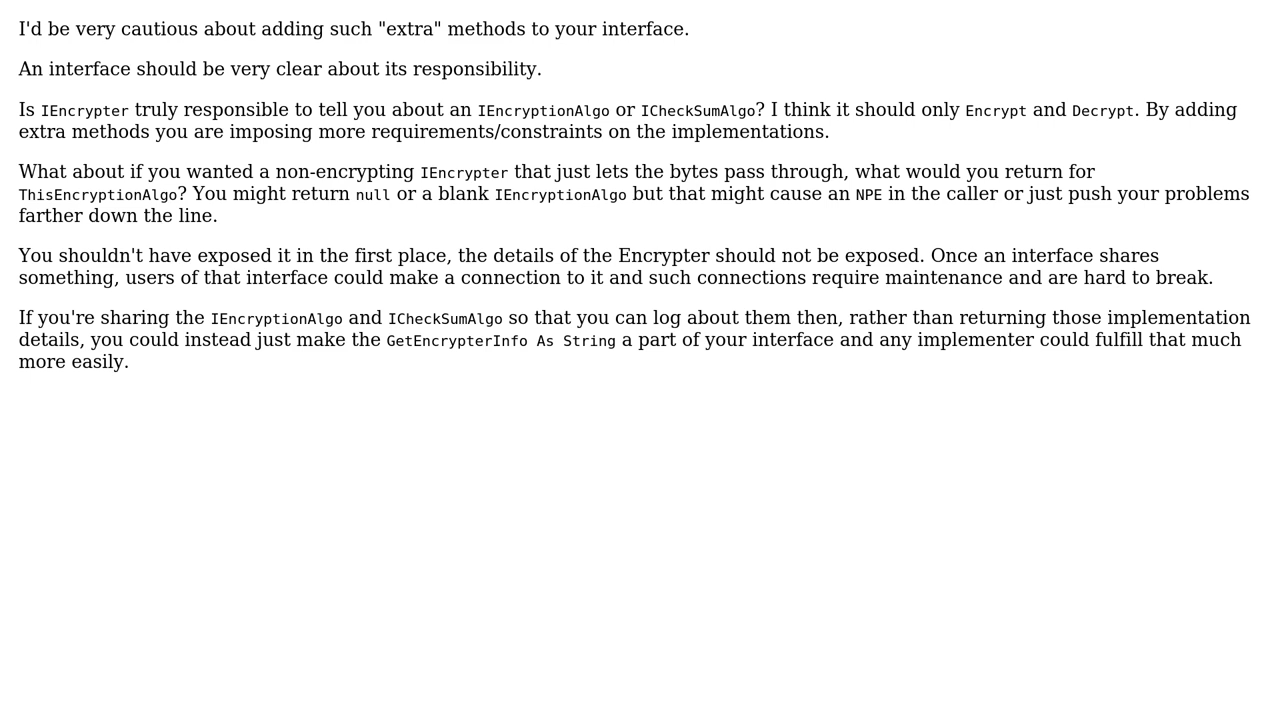 I'd be very cautious about adding such "extra" methods to your interface.
An interface should be very clear about its responsibility.
Is IEncrypter truly responsible to tell you about an IEncryptionAlgo or ICheckSumAlgo? I think it should only Encrypt and Decrypt. By adding
extra methods you are imposing more requirements/constraints on the implementations.
What about if you wanted a non-encrypting IEncrypter that just lets the bytes pass through, what would you return for
ThisEncryptionAlgo? You might return null or a blank IEncryptionAlgo but that might cause an NPE in the caller or just push your problems
farther down the line.
You shouldn't have exposed it in the first place, the details of the Encrypter should not be exposed. Once an interface shares
something, users of that interface could make a connection to it and such connections require maintenance and are hard to break.
If you're sharing the IEncryptionAlgo and ICheckSumAlgo so that you can log about them then, rather than returning those implementation
details, you could instead just make the GetEncrypterInfo As String a part of your interface and any implementer could fulfill that much
more easily.